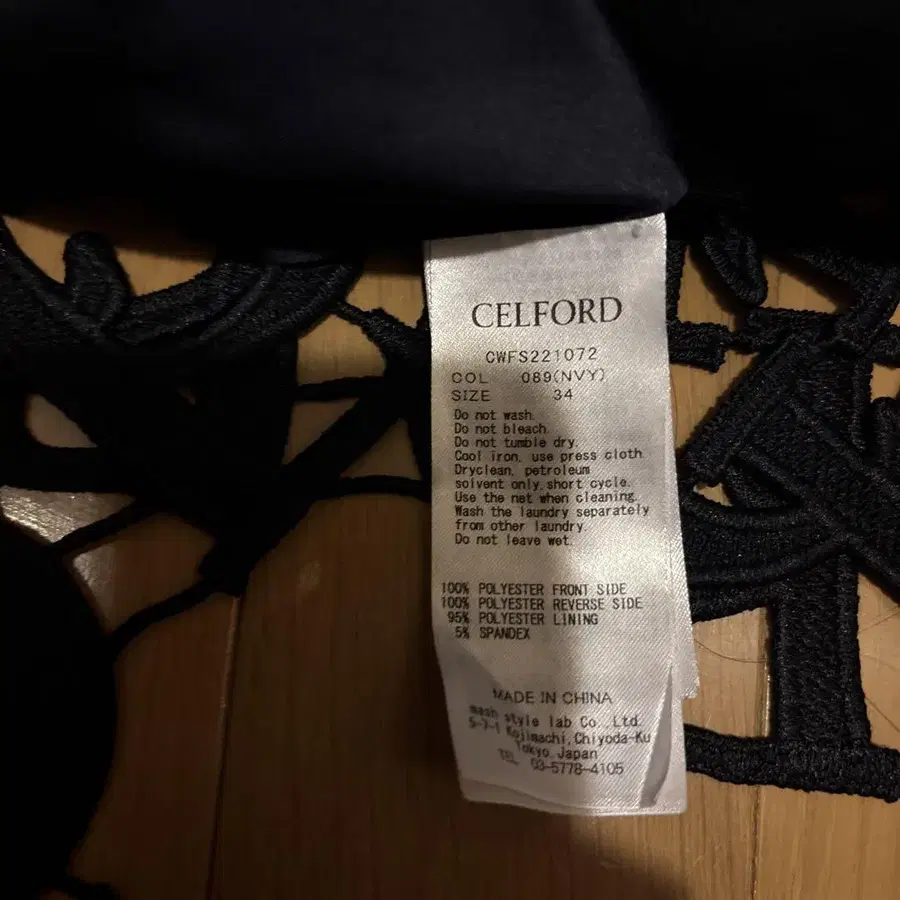 CELFORD
CWFS221072
COL 089(NVY)
SIZE 34
Do not wash.
Do not bleach.
Do not tumble dry.
Cool iron, use press cloth
Dryclean, petroleum
solvent only, short cycle.
Use the net when cleaning.
Wash the laundry separately
from other laundry.
Do not leave wet.
100% POLYESTER FRONT SIDE
100% POLYESTER REVERSE SIDE
95% POLYESTER LINING
5% SPANDEX
MADE IN CHINA
mash style lab Co., Ltd.
5-7-1 Kojimachi, Chiyoda-Ku
Tokyo, Japan
TEL 03-5778-4105